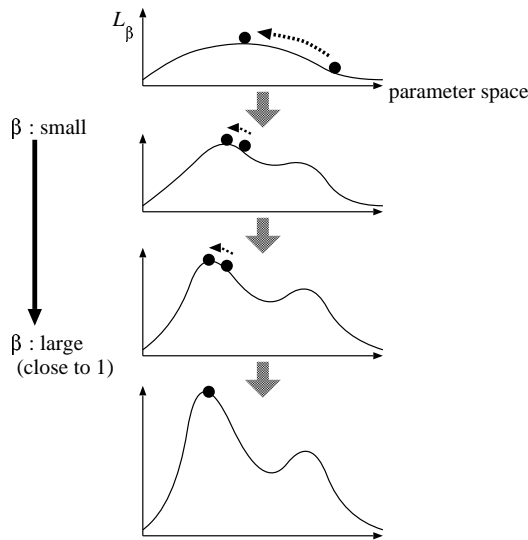 L_β
parameter space
β : small
β : large
(close to 1)